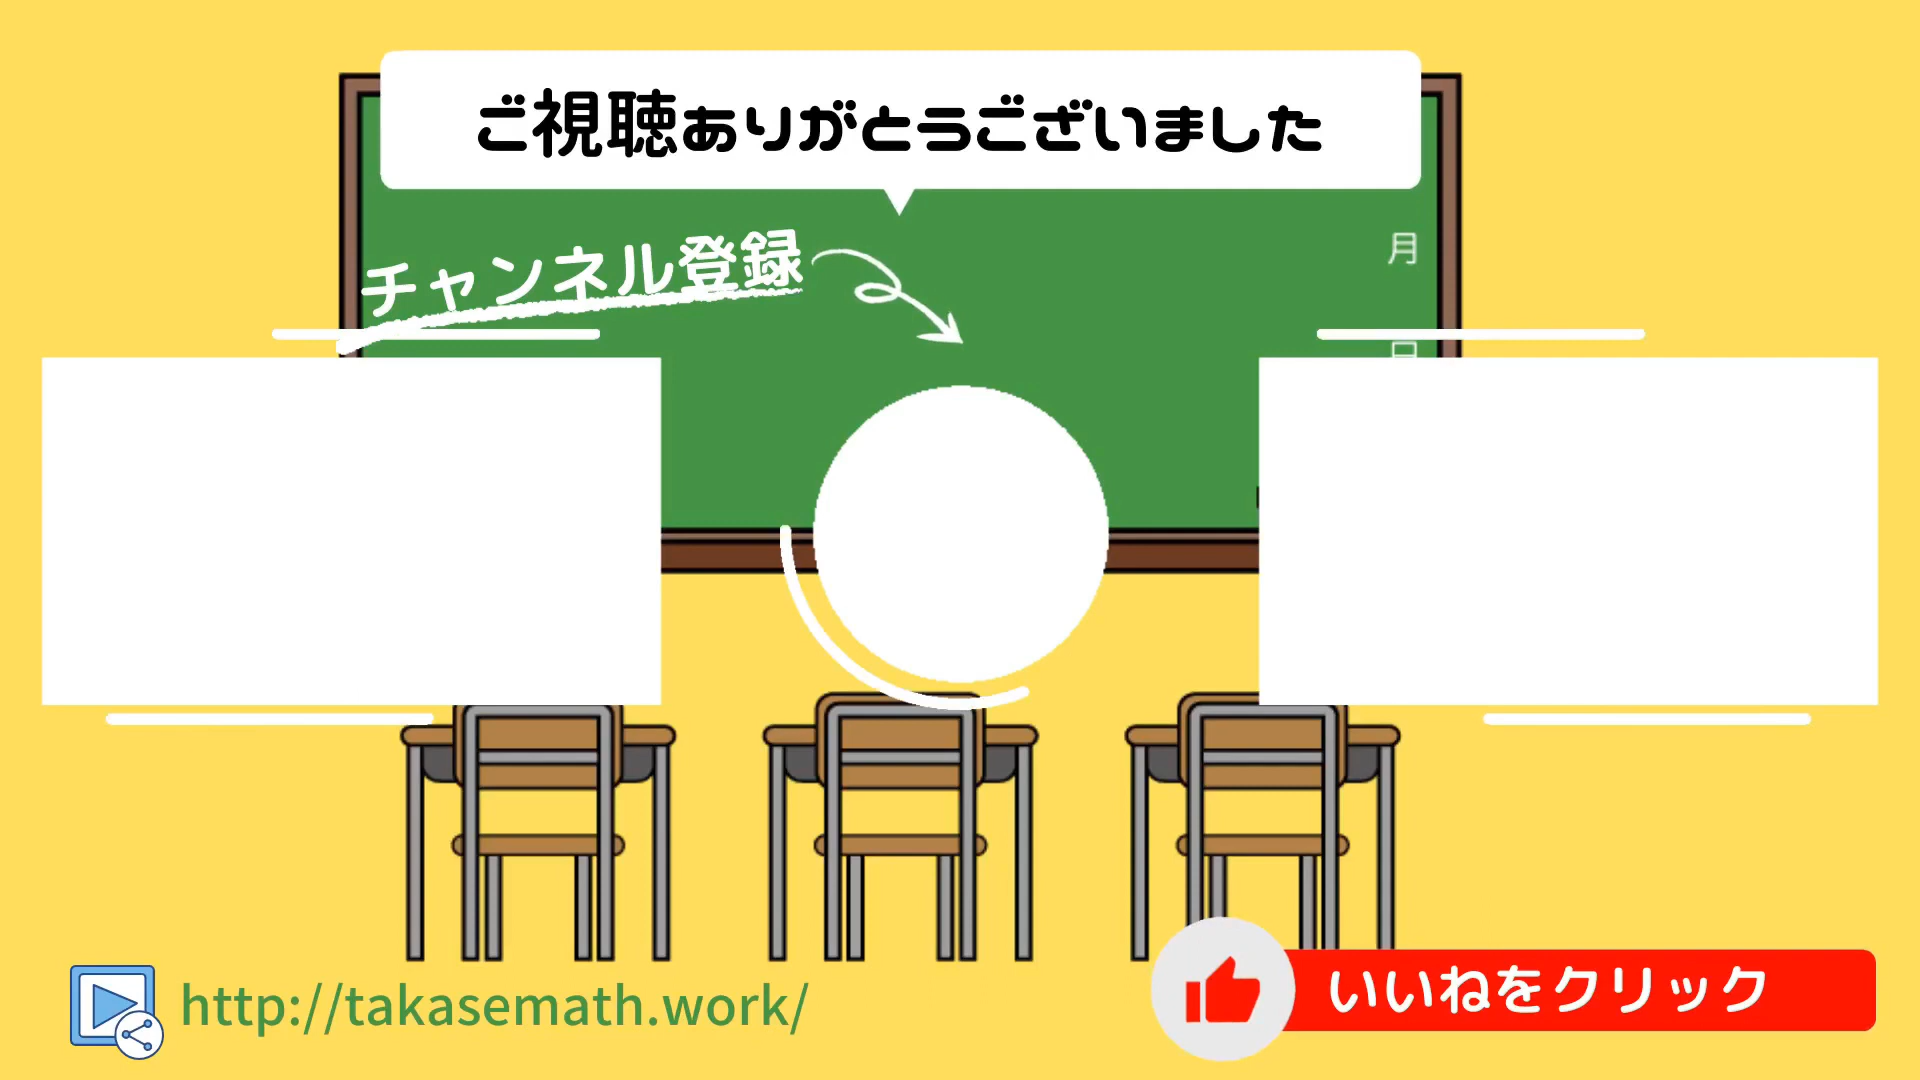 ご視聴ありがとうございました
チャンネル登録
月
日
http://takasemath.work/
いいねをクリック